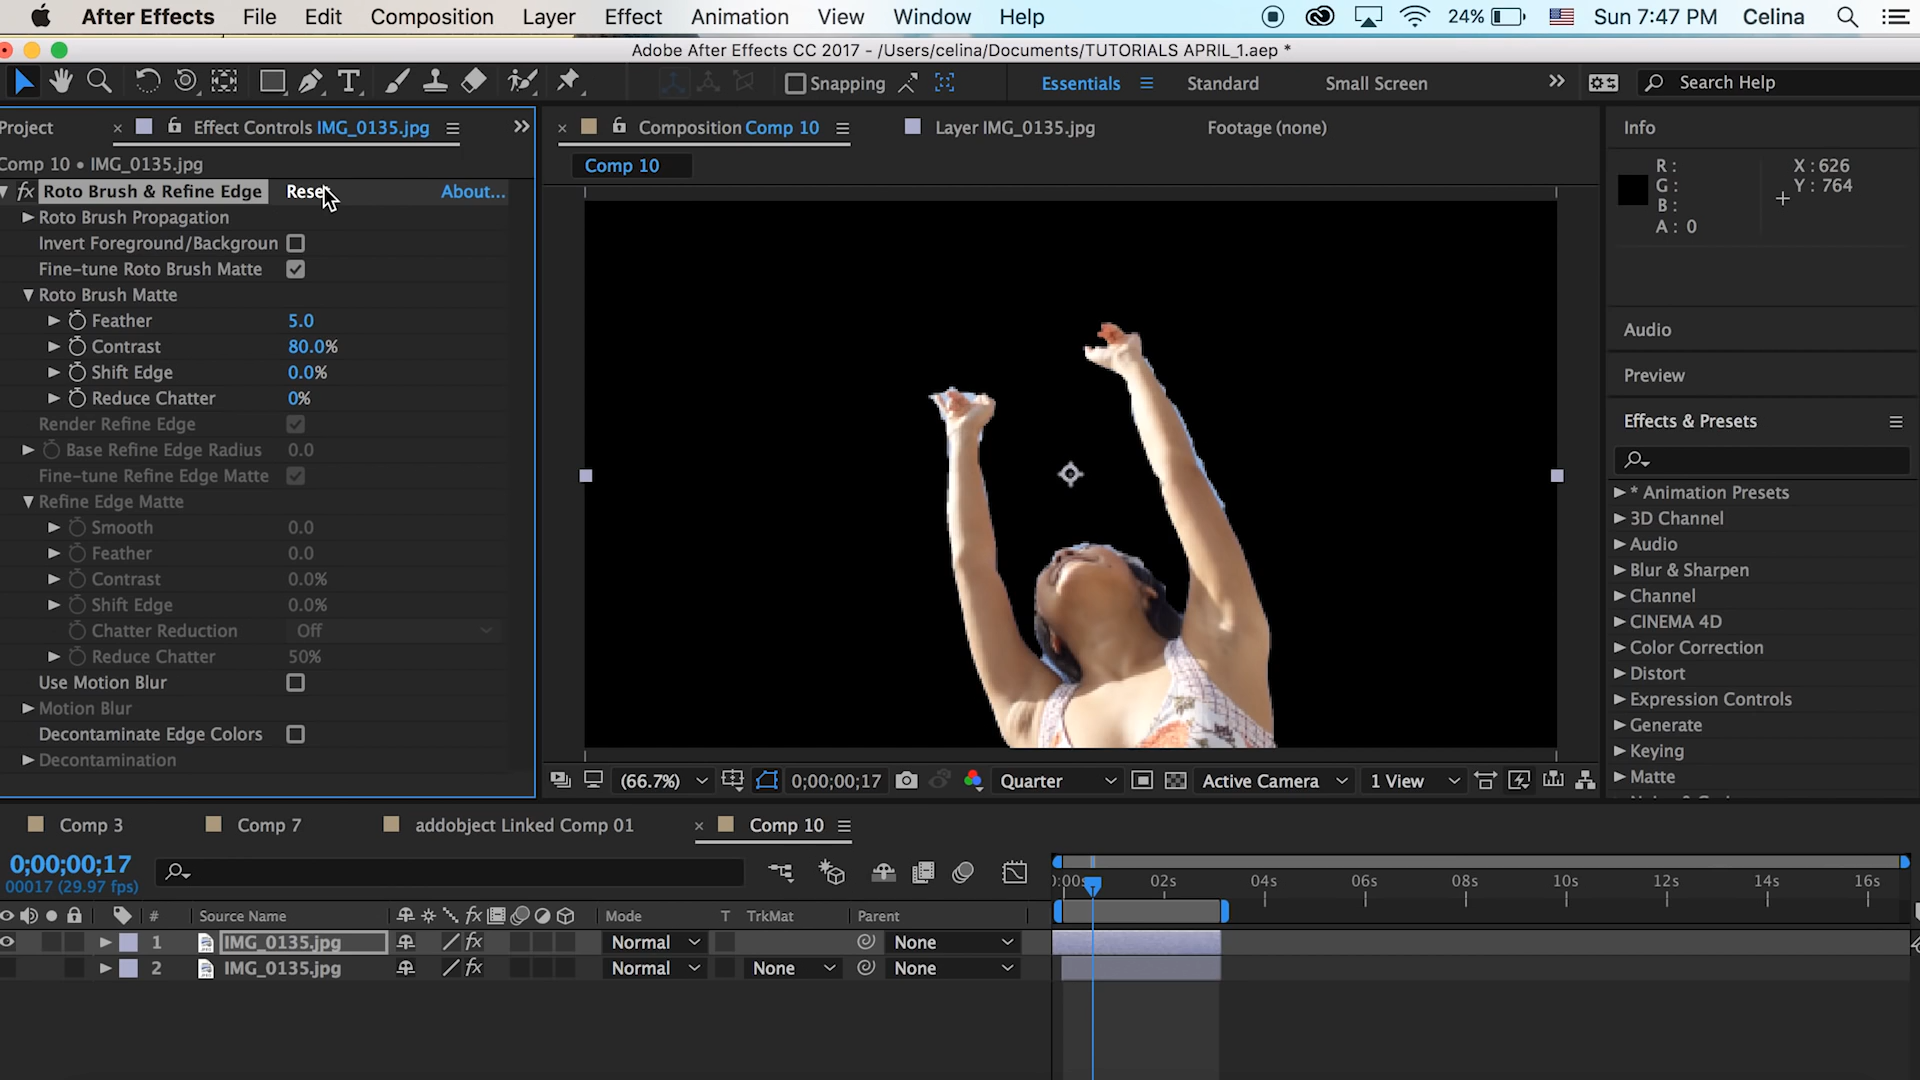 After Effects File Edit Composition Layer Effect Animation View Window Help 24% Sun 7:47 PM Celina
Adobe After Effects CC 2017 - /Users/celina/Documents/TUTORIALS APRIL_1.aep *
T Snapping Essentials Standard Small Screen Search Help
Project Effect Controls IMG_0135.jpg Composition Comp 10 Layer IMG_0135.jpg Footage (none) Info
Comp 10 • IMG_0135.jpg
Comp 10
fx Roto Brush & Refine Edge Reset About...
Roto Brush Propagation
Invert Foreground/Backgroun
Fine-tune Roto Brush Matte
Roto Brush Matte
Feather 5.0
Contrast 80.0%
Shift Edge 0.0%
Reduce Chatter 0%
Render Refine Edge
Base Refine Edge Radius 0.0
Fine-tune Refine Edge Matte
Refine Edge Matte
Smooth 0.0
Feather 0.0
Contrast 0.0%
Shift Edge 0.0%
Chatter Reduction Off
Reduce Chatter 50%
Use Motion Blur
Motion Blur
Decontaminate Edge Colors
Decontamination
(66.7%) 0;00;00;17 Quarter Active Camera 1 View
R :
G :
B :
A : 0
X : 626
Y : 764
Audio
Preview
Effects & Presets
* Animation Presets
3D Channel
Audio
Blur & Sharpen
Channel
CINEMA 4D
Color Correction
Distort
Expression Controls
Generate
Keying
Matte
Comp 3 Comp 7 addobject Linked Comp 01 Comp 10
0;00;00;17
00017 (29.97 fps)
):00s 02s 04s 06s 08s 10s 12s 14s 16s
# Source Name fx Mode T TrkMat Parent
1 IMG_0135.jpg fx Normal None
2 IMG_0135.jpg fx Normal None None